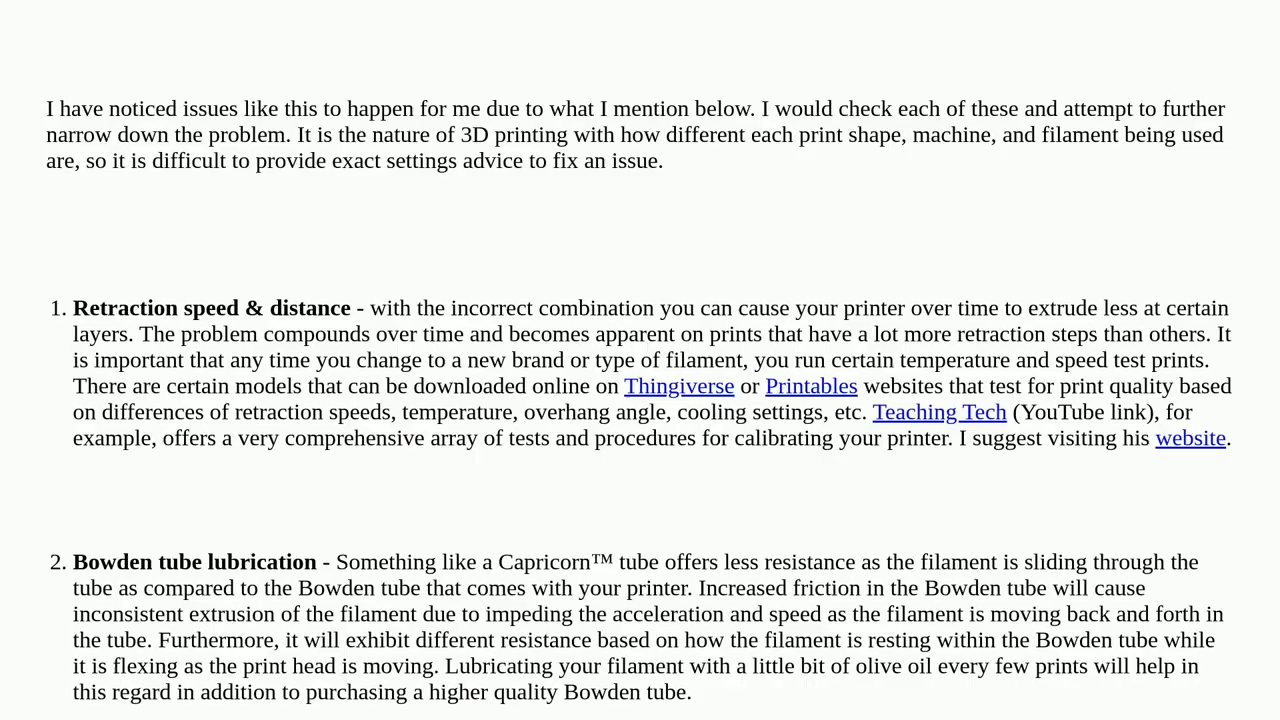 I have noticed issues like this to happen for me due to what I mention below. I would check each of these and attempt to further
narrow down the problem. It is the nature of 3D printing with how different each print shape, machine, and filament being used
are, so it is difficult to provide exact settings advice to fix an issue.
1. Retraction speed & distance - with the incorrect combination you can cause your printer over time to extrude less at certain
layers. The problem compounds over time and becomes apparent on prints that have a lot more retraction steps than others. It
is important that any time you change to a new brand or type of filament, you run certain temperature and speed test prints.
There are certain models that can be downloaded online on Thingiverse or Printables websites that test for print quality based
on differences of retraction speeds, temperature, overhang angle, cooling settings, etc. Teaching Tech (YouTube link), for
example, offers a very comprehensive array of tests and procedures for calibrating your printer. I suggest visiting his website.
2. Bowden tube lubrication - Something like a Capricorn™ tube offers less resistance as the filament is sliding through the
tube as compared to the Bowden tube that comes with your printer. Increased friction in the Bowden tube will cause
inconsistent extrusion of the filament due to impeding the acceleration and speed as the filament is moving back and forth in
the tube. Furthermore, it will exhibit different resistance based on how the filament is resting within the Bowden tube while
it is flexing as the print head is moving. Lubricating your filament with a little bit of olive oil every few prints will help in
this regard in addition to purchasing a higher quality Bowden tube.